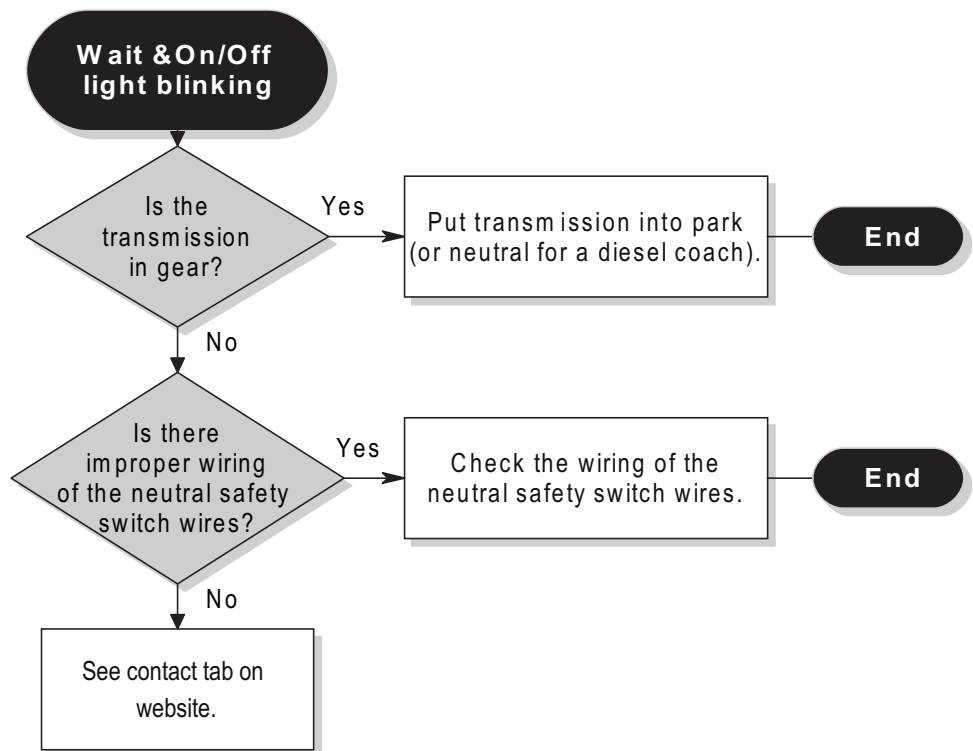 Wait &On/Off
light blinking
Is the
transmission
in gear?
Yes
Put transmission into park
(or neutral for a diesel coach).
End
No
Is there
improper wiring
of the neutral safety
switch wires?
Yes
Check the wiring of the
neutral safety switch wires.
End
No
See contact tab on
website.